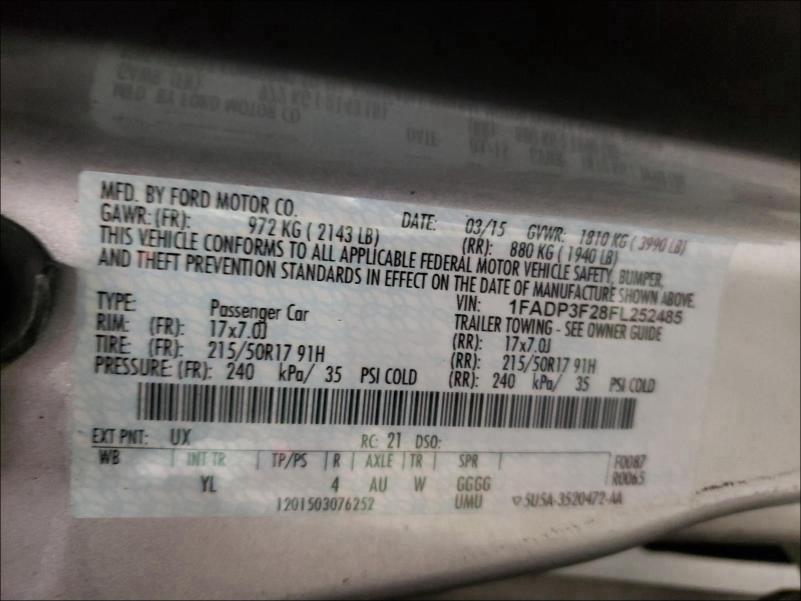 MFD. BY FORD MOTOR CO. DATE: 03/15 GVWR: 1810 KG ( 3990 LB)
GAWR: (FR): 972 KG ( 2143 LB) (RR): 880 KG ( 1940 LB)
THIS VEHICLE CONFORMS TO ALL APPLICABLE FEDERAL MOTOR VEHICLE SAFETY, BUMPER,
AND THEFT PREVENTION STANDARDS IN EFFECT ON THE DATE OF MANUFACTURE SHOWN ABOVE.
VIN: 1FADP3F28FL252485
TYPE: Passenger Car TRAILER TOWING - SEE OWNER GUIDE
RIM: (FR): 17x7.0J (RR): 17x7.0J
TIRE: (FR): 215/50R17 91H (RR): 215/50R17 91H
PRESSURE: (FR): 240 kPa/ 35 PSI COLD (RR): 240 kPa/ 35 PSI COLD
EXT PNT: UX RC: 21 DSO:
WB INT TR TP/PS R AXLE TR SPR F0087
R0065
YL 4 AU W GGGG
1201503076252 UMU 5U5A-3520472-AA